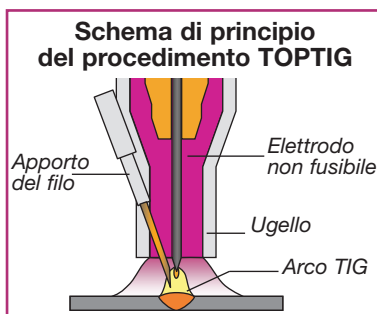 Schema di principio
del procedimento TOPTIG
Apporto
del filo
Elettrodo
non fusibile
Ugello
Arco TIG